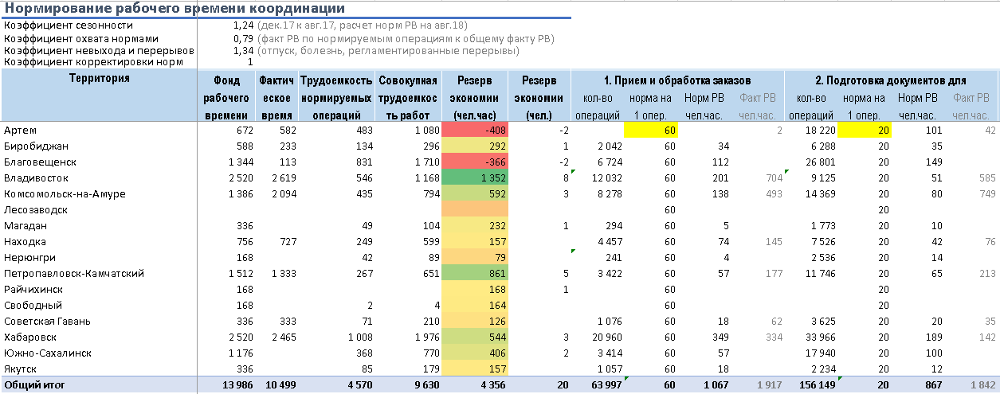 Нормирование рабочего времени координации
Коэффициент сезонности 1,24 (дек.17 к авг.17, расчет норм РВ на авг.18)
Коэффициент охвата нормами 0,79 (факт РВ по нормируемым операциям к общему факту РВ)
Коэффициент невыхода и перерывов 1,34 (отпуск, болезнь, регламентированные перерывы)
Коэффициент корректировки норм 1
Территория Фонд Фактич Трудоемкость Совокупная Резерв Резерв 1. Прием и обработка заказов 2. Подготовка документов для
рабочего еское нормируемых трудоемкос экономии экономии кол-во норма на Норм РВ Факт РВ кол-во норма на Норм РВ Факт РВ
времени время операций ть работ (чел.час) (чел.) операций 1 опер. чел.час. чел.час. операций 1 опер. чел.час. чел.час.
Артем 672 582 483 1 080 -408 -2 60 2 18 220 20 101 42
Биробиджан 588 233 134 296 292 1 2 042 60 34 6 288 20 35
Благовещенск 1 344 113 831 1 710 -366 -2 6 724 60 112 26 801 20 149
Владивосток 2 520 2 619 546 1 168 1 352 8 12 032 60 201 704 9 125 20 51 585
Комсомольск-на-Амуре 1 386 2 094 435 794 592 3 8 278 60 138 493 14 369 20 80 749
Лесозаводск 60 20
Магадан 336 49 104 232 1 294 60 5 1 773 20 10
Находка 756 727 249 599 157 4 457 60 74 145 7 526 20 42 76
Нерюнгри 168 42 89 79 241 60 4 2 536 20 14
Петропавловск-Камчатский 1 512 1 333 267 651 861 5 3 422 60 57 177 11 746 20 65 213
Райчихинск 168 168 1 60 20
Свободный 168 2 4 164 60 20
Советская Гавань 336 333 71 210 126 1 076 60 18 62 3 625 20 20 35
Хабаровск 2 520 2 465 1 008 1 976 544 3 20 960 60 349 334 33 966 20 189 142
Южно-Сахалинск 1 176 368 770 406 2 3 414 60 57 17 940 20 100
Якутск 336 85 179 157 1 057 60 18 2 234 20 12
Общий итог 13 986 10 499 4 570 9 630 4 356 20 63 997 60 1 067 1 917 156 149 20 867 1 842